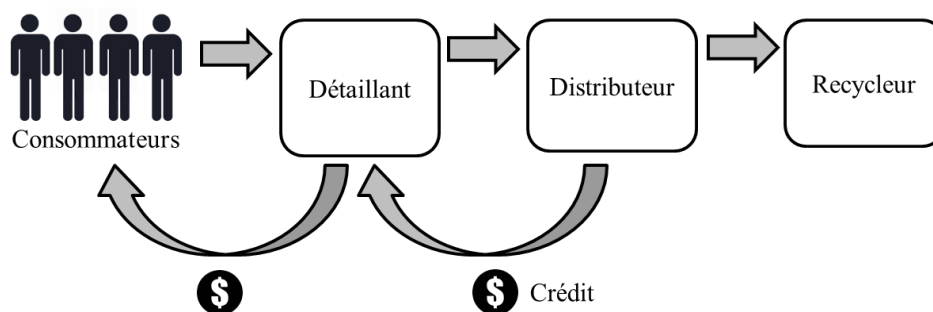 Détaillant
Distributeur
Recycleur
Consommateurs
$
$ Crédit